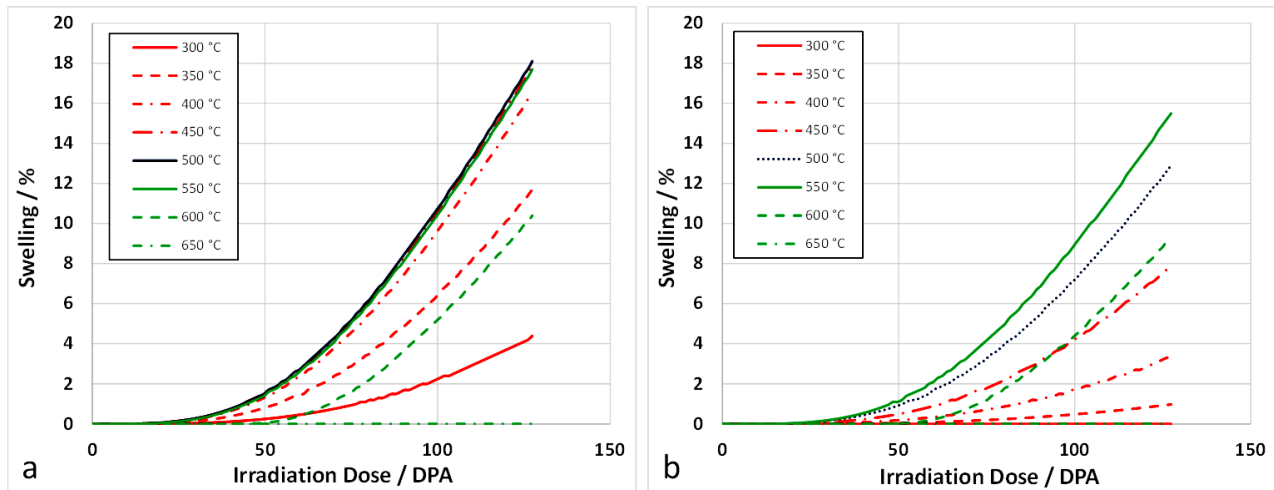 20
18
16
14
12
10
8
6
4
2
0
Swelling / %
300 °C
350 °C
400 °C
450 °C
500 °C
550 °C
600 °C
650 °C
0 50 100 150
Irradiation Dose / DPA
a
20
18
16
14
12
10
8
6
4
2
0
Swelling / %
300 °C
350 °C
400 °C
450 °C
500 °C
550 °C
600 °C
650 °C
0 50 100 150
Irradiation Dose / DPA
b